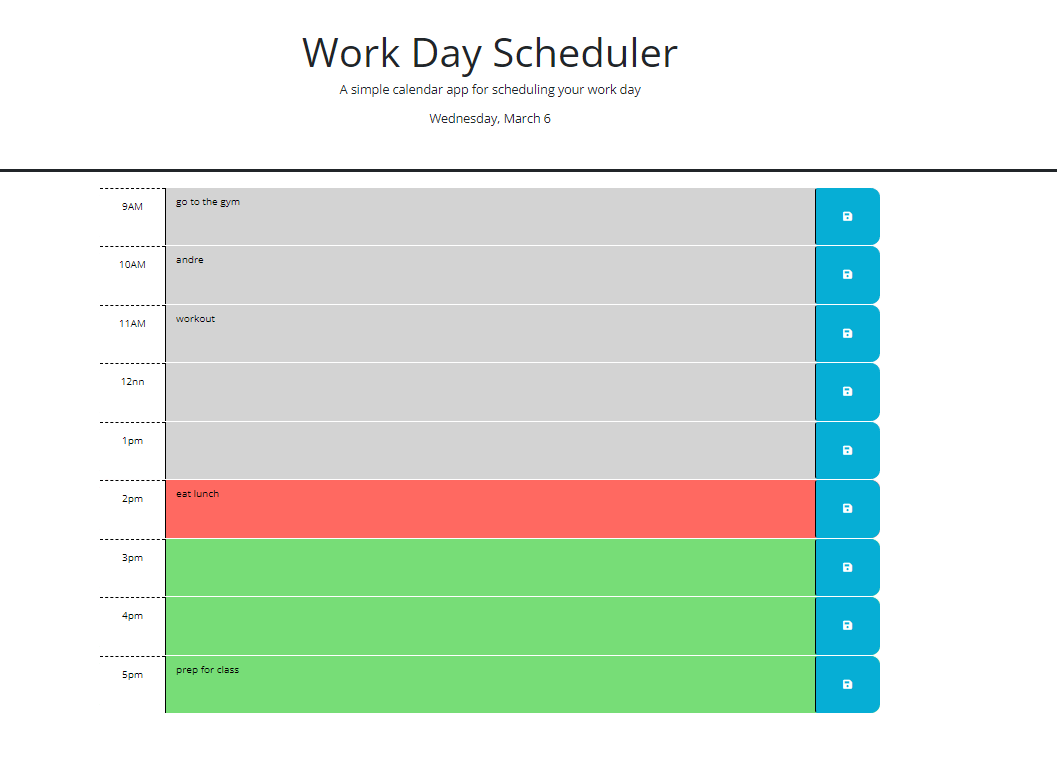 Work Day Scheduler
A simple calendar app for scheduling your work day
Wednesday, March 6
9AM go to the gym
10AM andre
11AM workout
12nn
1pm
2pm eat lunch
3pm
4pm
5pm prep for class